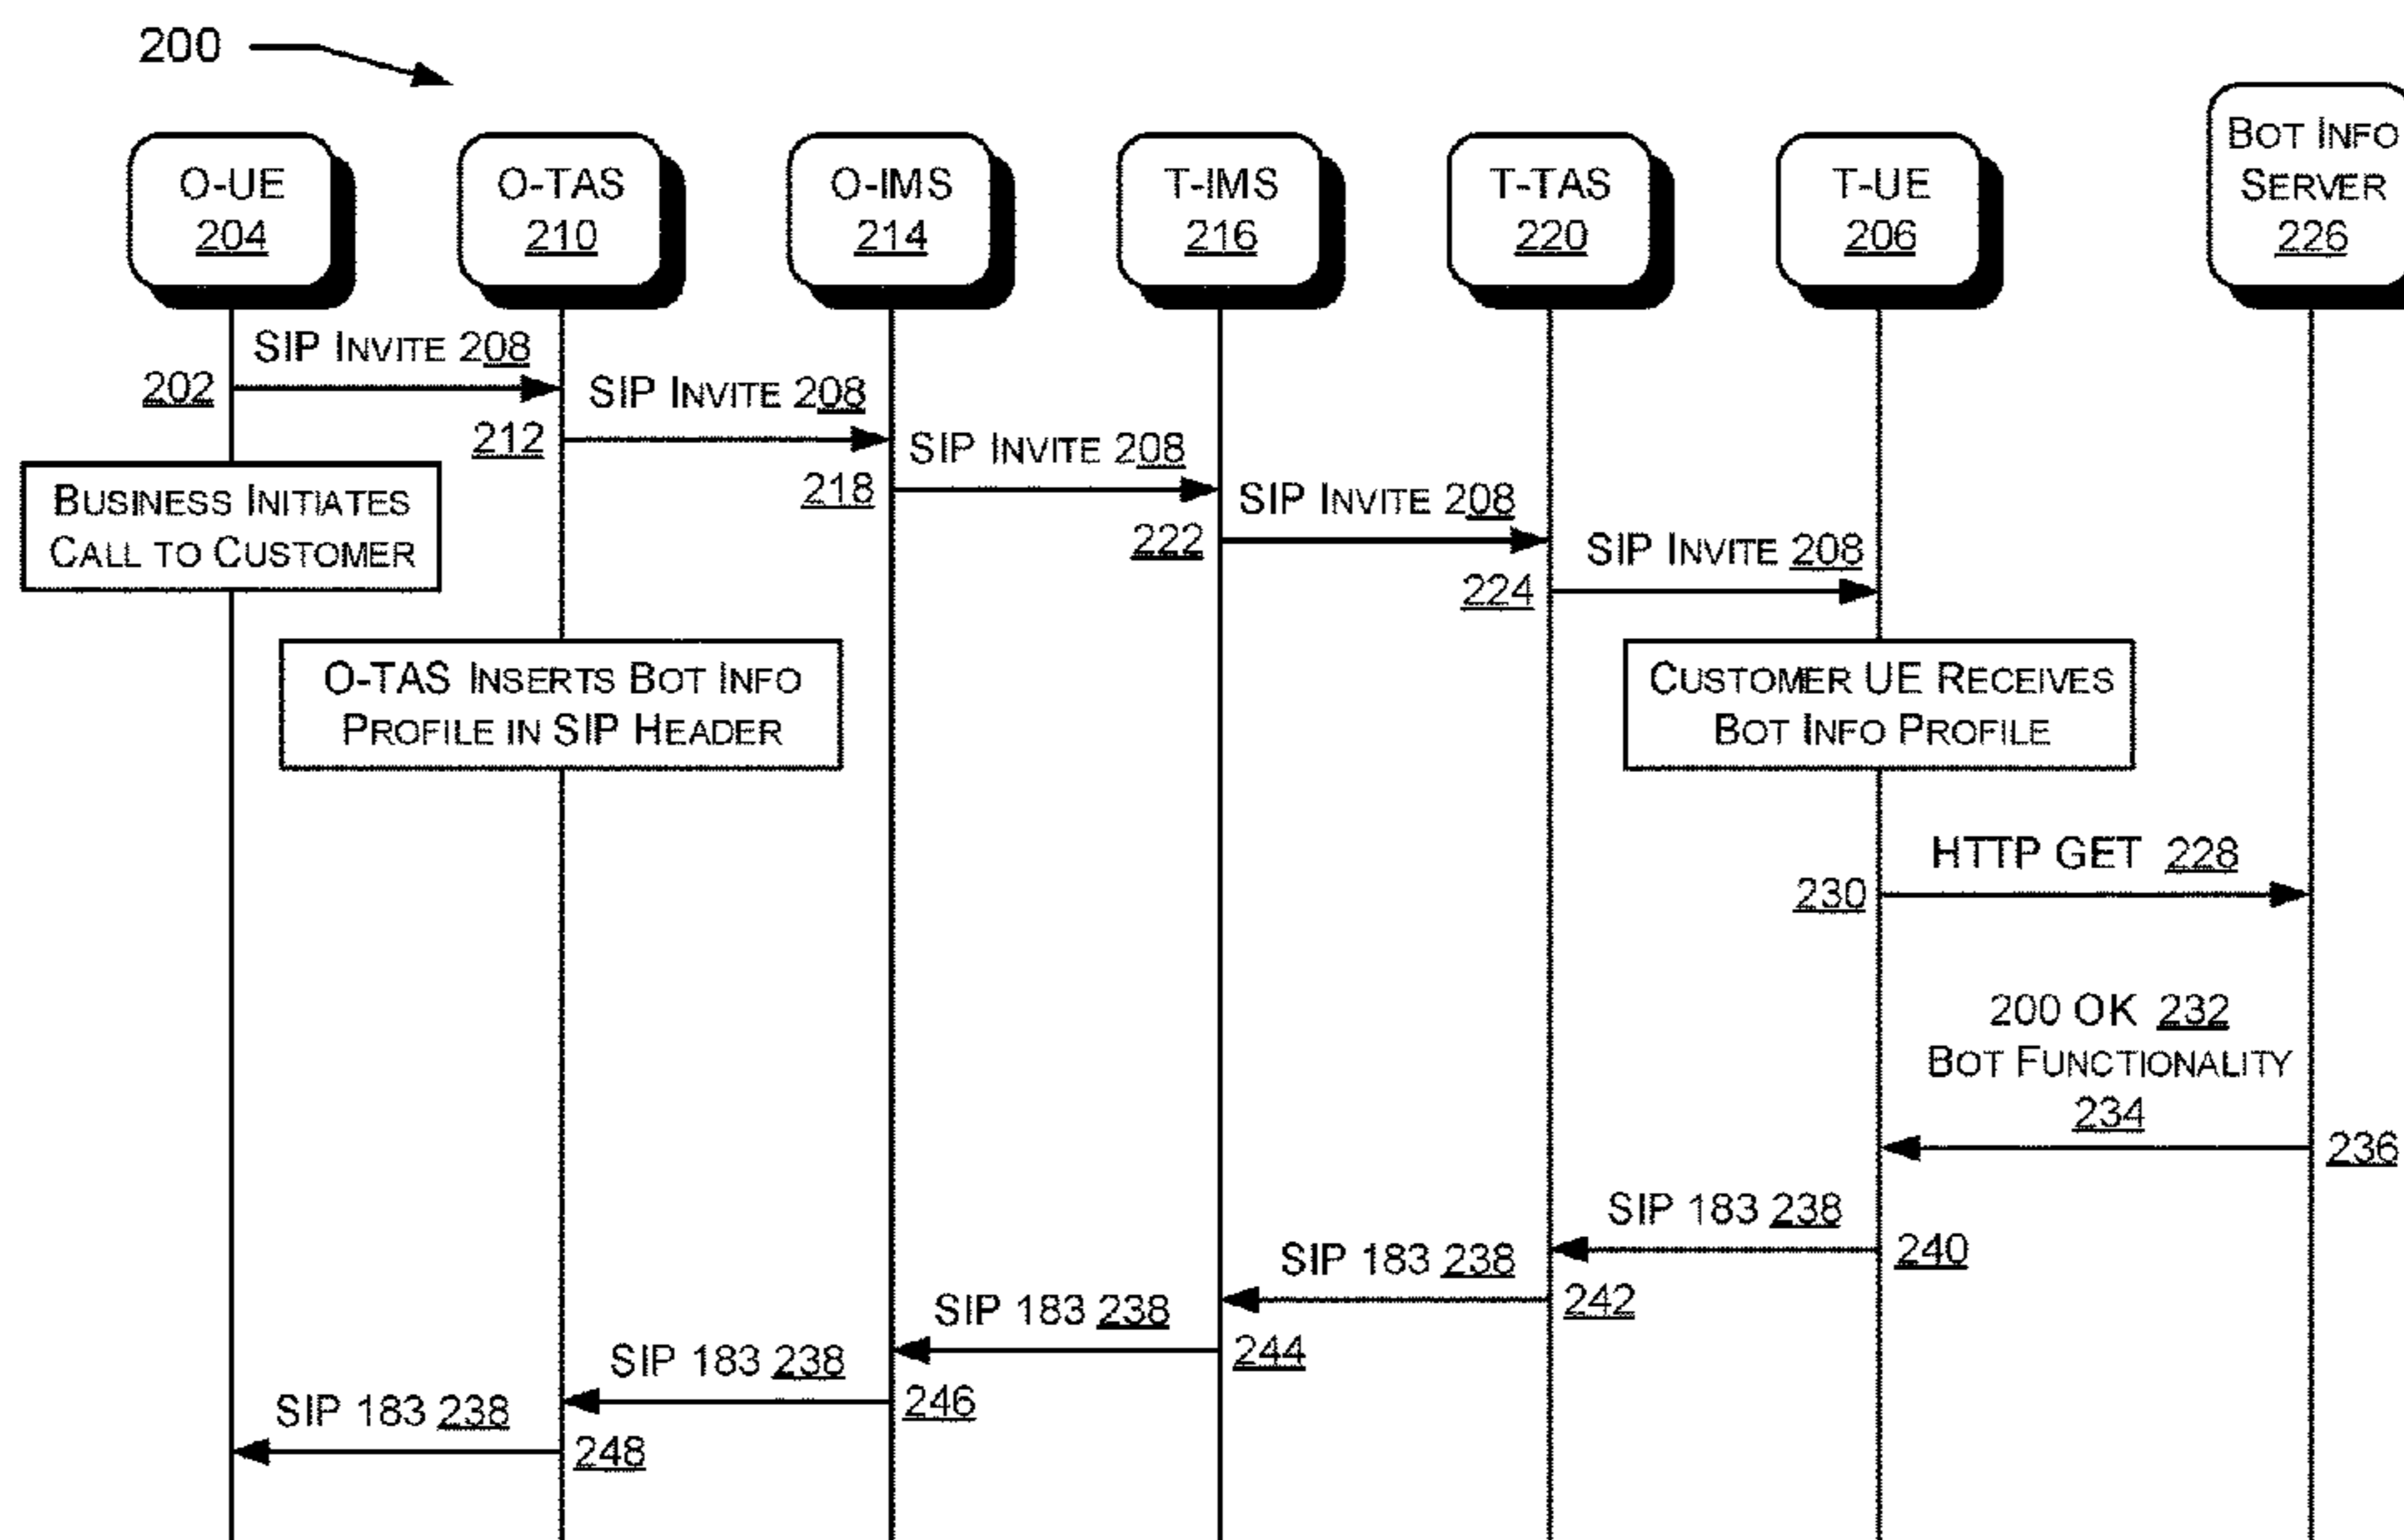 200
O-UE
204
O-TAS
210
O-IMS
214
T-IMS
216
T-TAS
220
T-UE
206
BOT INFO
SERVER
226
SIP INVITE 208
202
SIP INVITE 208
212
SIP INVITE 208
218
SIP INVITE 208
222
SIP INVITE 208
224
BUSINESS INITIATES
CALL TO CUSTOMER
O-TAS INSERTS BOT INFO
PROFILE IN SIP HEADER
CUSTOMER UE RECEIVES
BOT INFO PROFILE
HTTP GET 228
230
200 OK 232
BOT FUNCTIONALITY
234
236
SIP 183 238
240
SIP 183 238
242
SIP 183 238
244
SIP 183 238
246
SIP 183 238
248